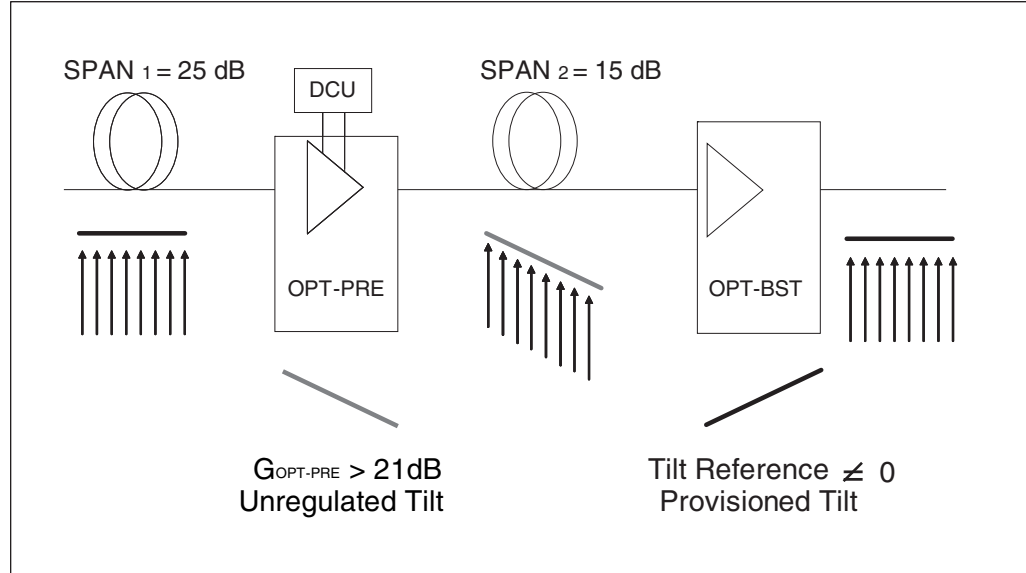 SPAN 1 = 25 dB
DCU
SPAN 2 = 15 dB
OPT-PRE
OPT-BST
GOPT-PRE > 21dB
Unregulated Tilt
Tilt Reference ≠ 0
Provisioned Tilt